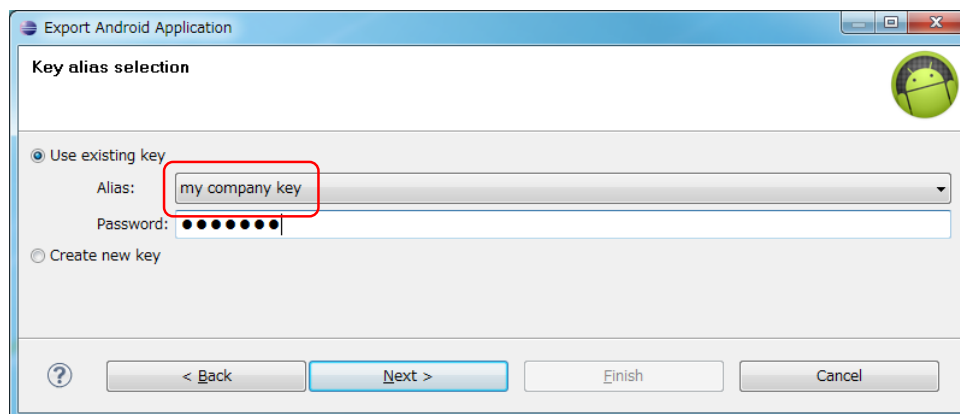 Export Android Application
Key alias selection
Use existing key
Alias: my company key
Password: ●●●●●●●
Create new key
? < Back Next > Finish Cancel